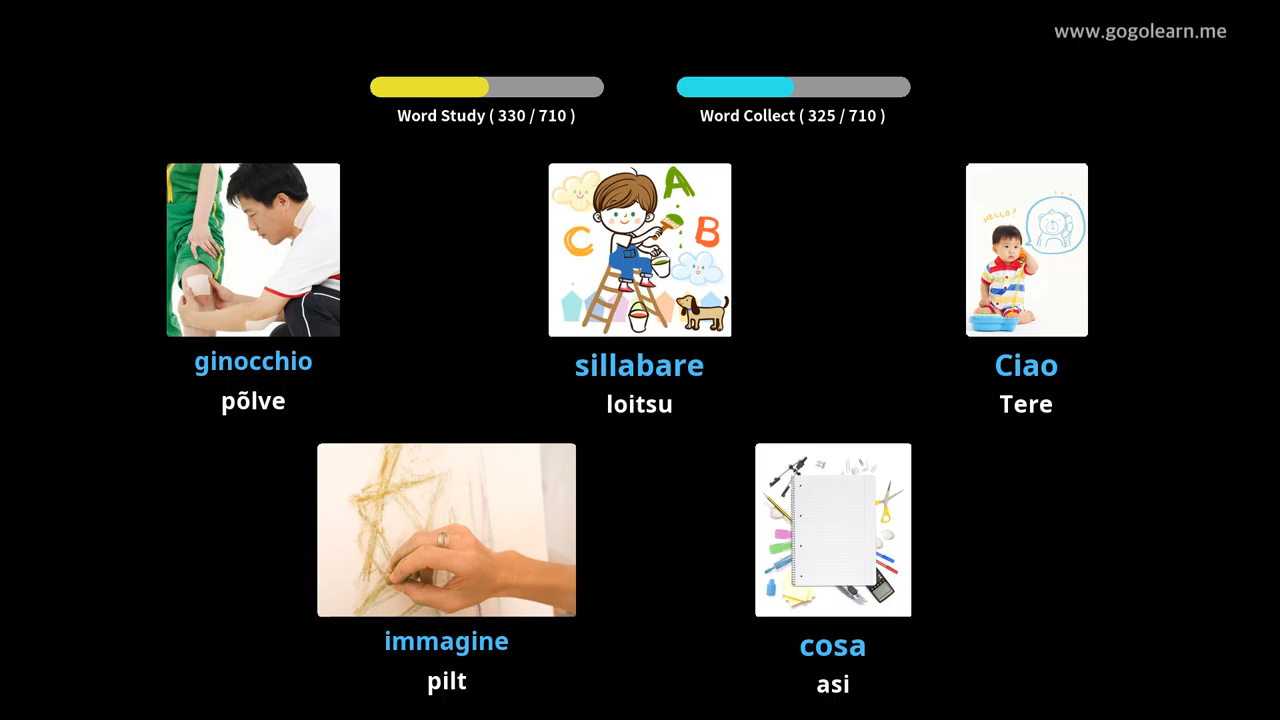 www.gogolearn.me
Word Study ( 330 / 710 )
Word Collect ( 325 / 710 )
A
B
C
HELLO?
ginocchio
põlve
sillabare
loitsu
Ciao
Tere
immagine
pilt
cosa
asi